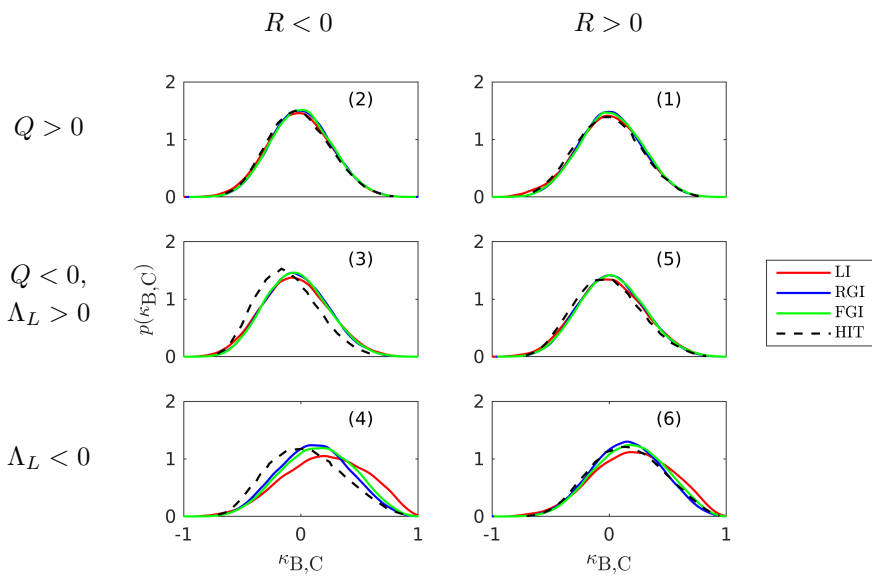 R < 0
R > 0
Q > 0
2
1
0
(2)
2
1
0
(1)
Q < 0,
Λ_L > 0
p(κ_B,C)
2
1
0
(3)
2
1
0
(5)
LI
RGI
FGI
HIT
Λ_L < 0
2
1
0
(4)
-1
0
1
κ_B,C
2
1
0
(6)
-1
0
1
κ_B,C